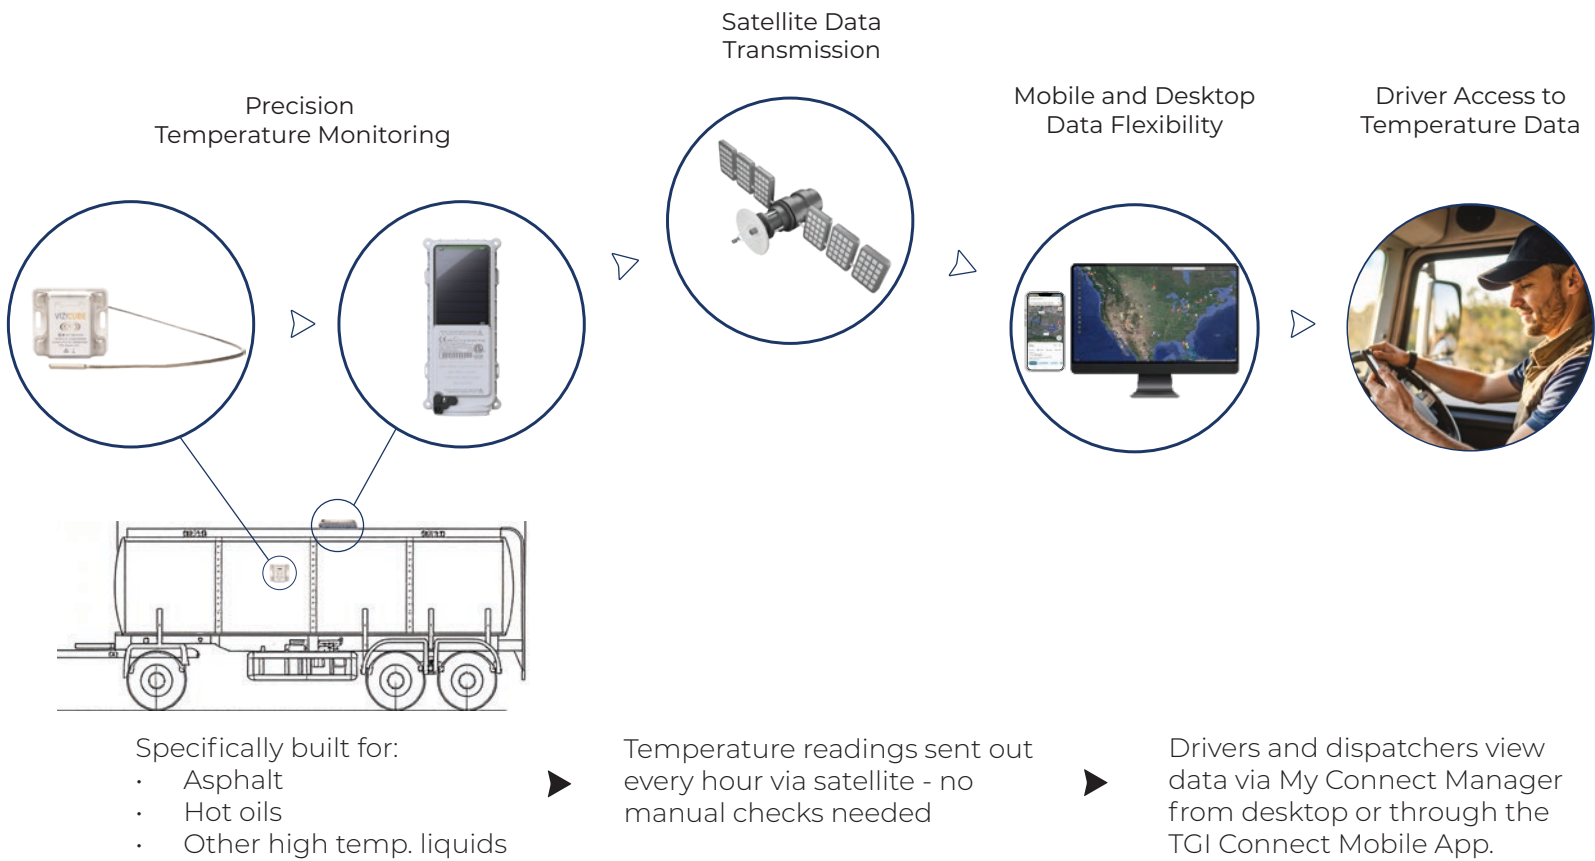 Satellite Data
Transmission
Precision
Temperature Monitoring
Mobile and Desktop
Data Flexibility
Driver Access to
Temperature Data
VIZICUBE
Specifically built for:
· Asphalt
· Hot oils
· Other high temp. liquids
Temperature readings sent out
every hour via satellite - no
manual checks needed
Drivers and dispatchers view
data via My Connect Manager
from desktop or through the
TGI Connect Mobile App.